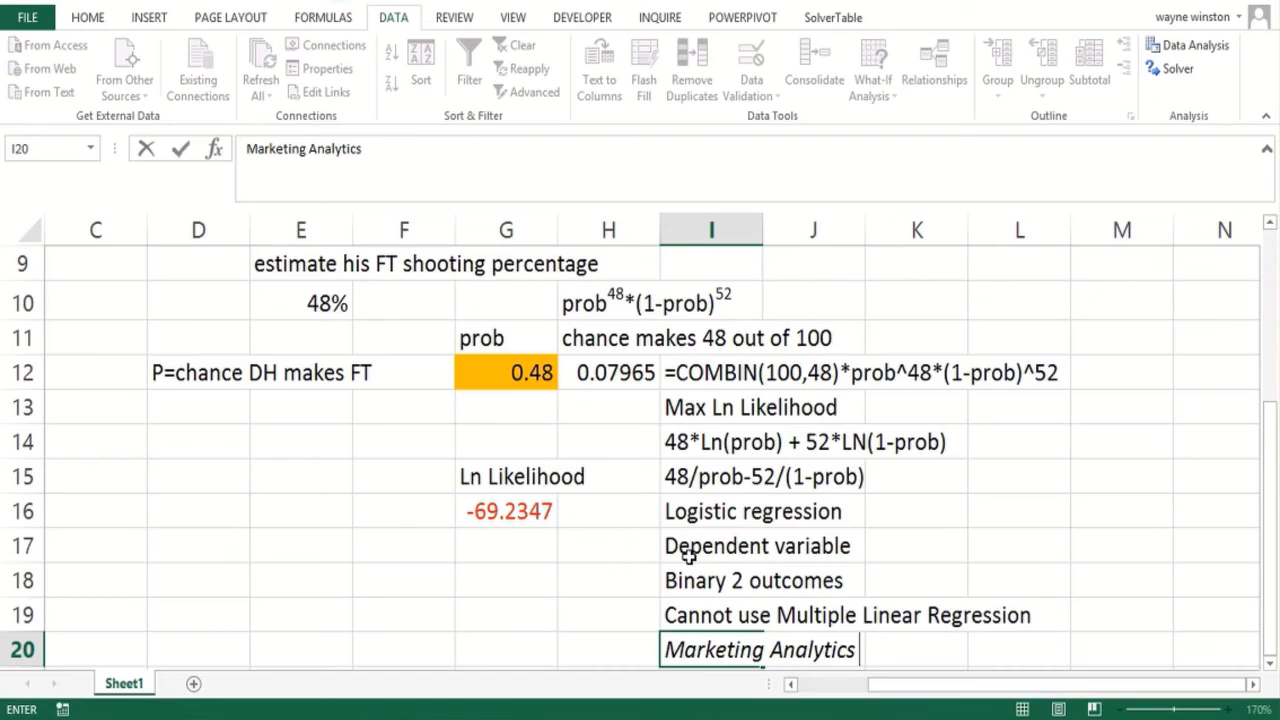 FILE HOME INSERT PAGE LAYOUT FORMULAS DATA REVIEW VIEW DEVELOPER INQUIRE POWERPIVOT SolverTable wayne winston
From Access
From Web
From Text
From Other Sources
Existing Connections
Get External Data
Refresh All
Connections
Properties
Edit Links
Connections
Sort
Filter
Clear
Reapply
Advanced
Sort & Filter
Text to Columns
Flash Fill
Remove Duplicates
Data Validation
Consolidate
What-If Analysis
Relationships
Data Tools
Group
Ungroup
Subtotal
Outline
Data Analysis
Solver
Analysis
I20 fx Marketing Analytics
C D E F G H I J K L M N
9 estimate his FT shooting percentage
10 48% prob^48*(1-prob)^52
11 prob chance makes 48 out of 100
12 P=chance DH makes FT 0.48 0.07965 =COMBIN(100,48)*prob^48*(1-prob)^52
13 Max Ln Likelihood
14 48*Ln(prob) + 52*LN(1-prob)
15 Ln Likelihood 48/prob-52/(1-prob)
16 -69.2347 Logistic regression
17 Dependent variable
18 Binary 2 outcomes
19 Cannot use Multiple Linear Regression
20 Marketing Analytics
Sheet1
ENTER 170%